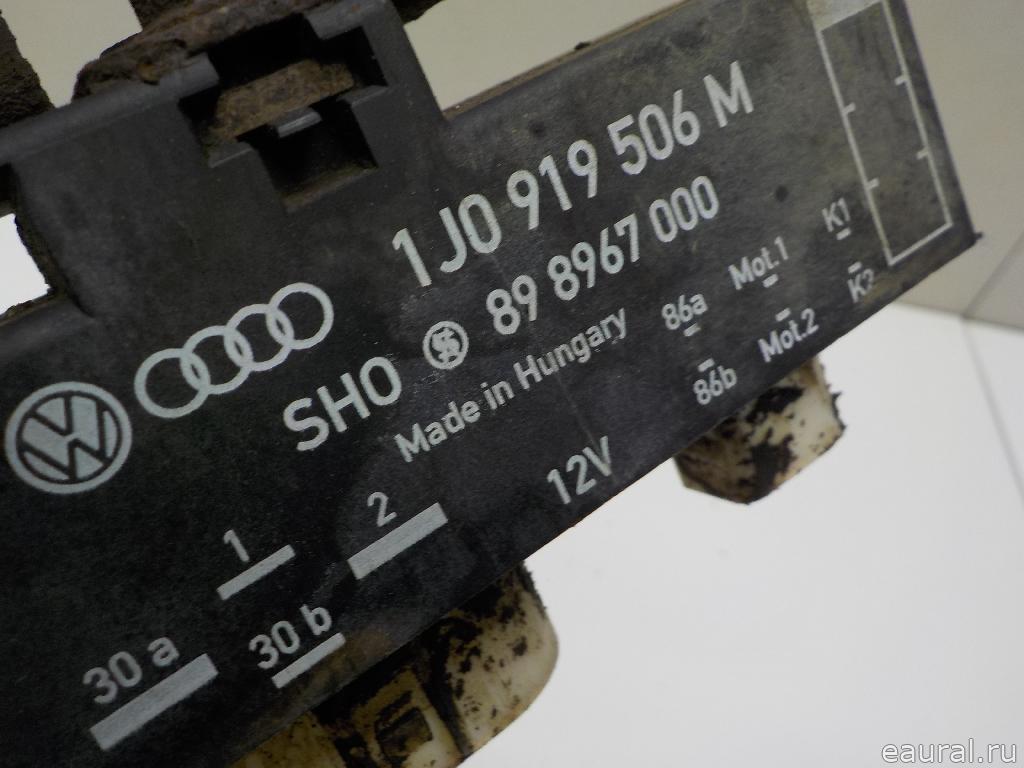 1J0 919 506 M
SHO 89 8967 000
Made in Hungary
86a Mot.1 K1
86b Mot.2 K2
12V
1 2
30 a 30 b
eaural.ru